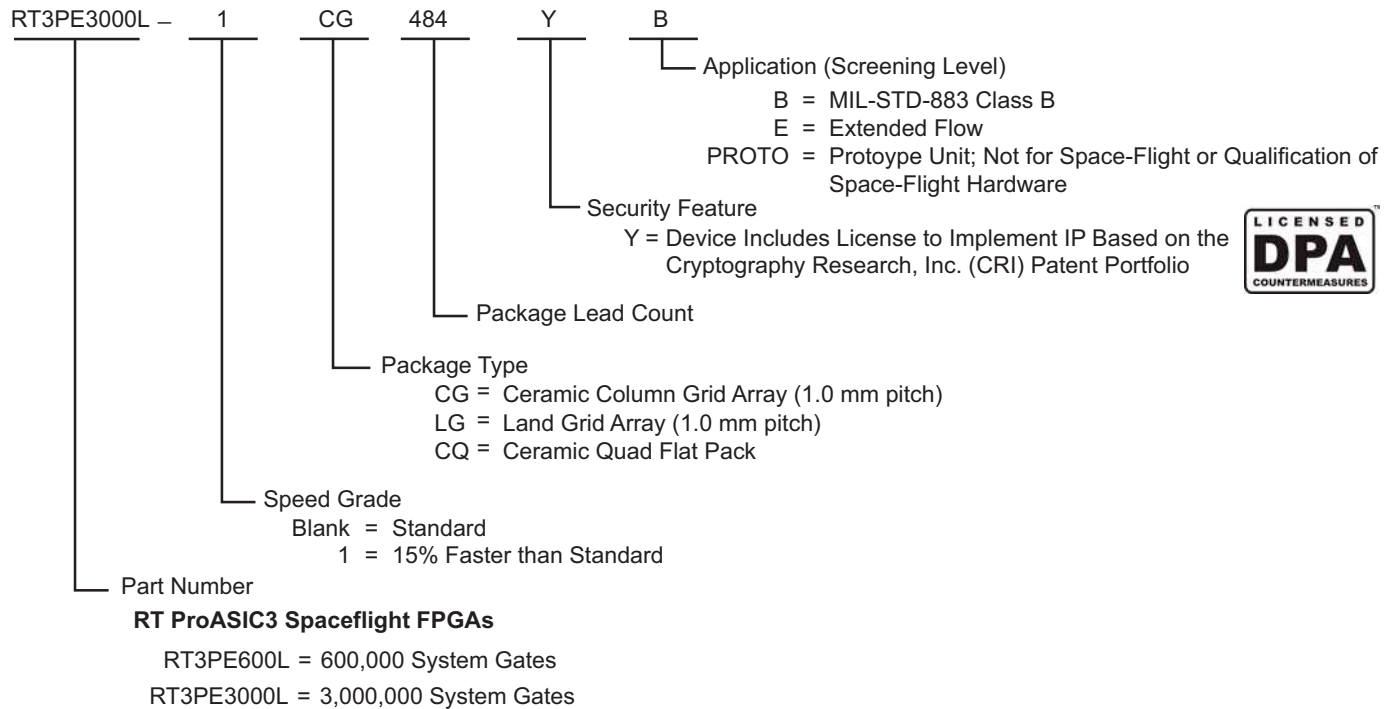 RT3PE3000L – 1 CG 484 Y B
Application (Screening Level)
B = MIL-STD-883 Class B
E = Extended Flow
PROTO = Protoype Unit; Not for Space-Flight or Qualification of
Space-Flight Hardware
Security Feature
Y = Device Includes License to Implement IP Based on the
Cryptography Research, Inc. (CRI) Patent Portfolio
LICENSED
DPA
COUNTERMEASURES
TM
Package Lead Count
Package Type
CG = Ceramic Column Grid Array (1.0 mm pitch)
LG = Land Grid Array (1.0 mm pitch)
CQ = Ceramic Quad Flat Pack
Speed Grade
Blank = Standard
1 = 15% Faster than Standard
Part Number
RT ProASIC3 Spaceflight FPGAs
RT3PE600L = 600,000 System Gates
RT3PE3000L = 3,000,000 System Gates